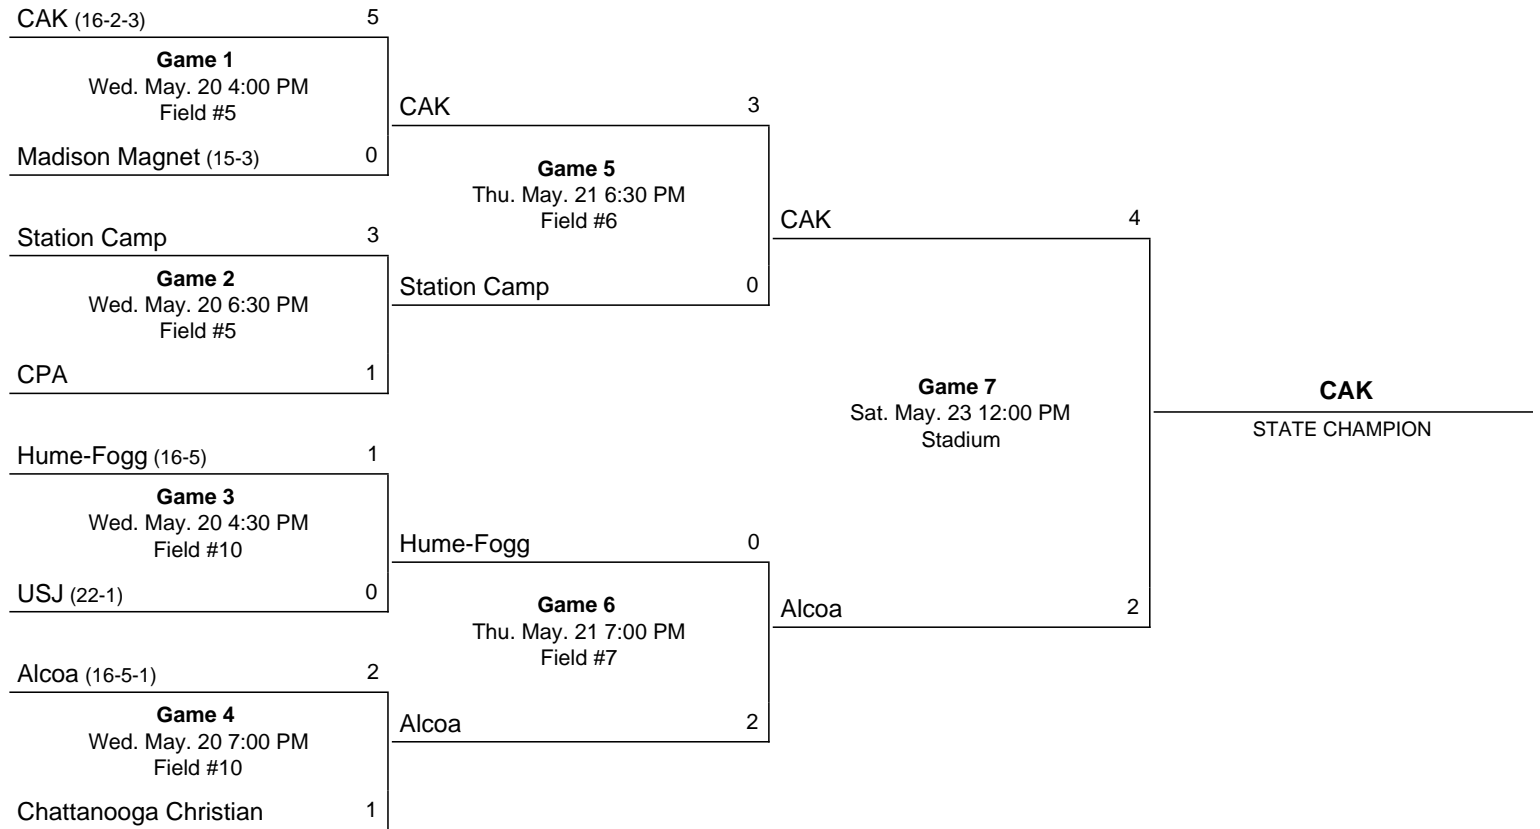 CAK (16-2-3) 5
Game 1
Wed. May. 20 4:00 PM
Field #5
Madison Magnet (15-3) 0
Station Camp 3
Game 2
Wed. May. 20 6:30 PM
Field #5
CPA 1
Hume-Fogg (16-5) 1
Game 3
Wed. May. 20 4:30 PM
Field #10
USJ (22-1) 0
Alcoa (16-5-1) 2
Game 4
Wed. May. 20 7:00 PM
Field #10
Chattanooga Christian 1
CAK 3
Game 5
Thu. May. 21 6:30 PM
Field #6
Station Camp 0
Hume-Fogg 0
Game 6
Thu. May. 21 7:00 PM
Field #7
Alcoa 2
CAK 4
Game 7
Sat. May. 23 12:00 PM
Stadium
Alcoa 2
CAK
STATE CHAMPION